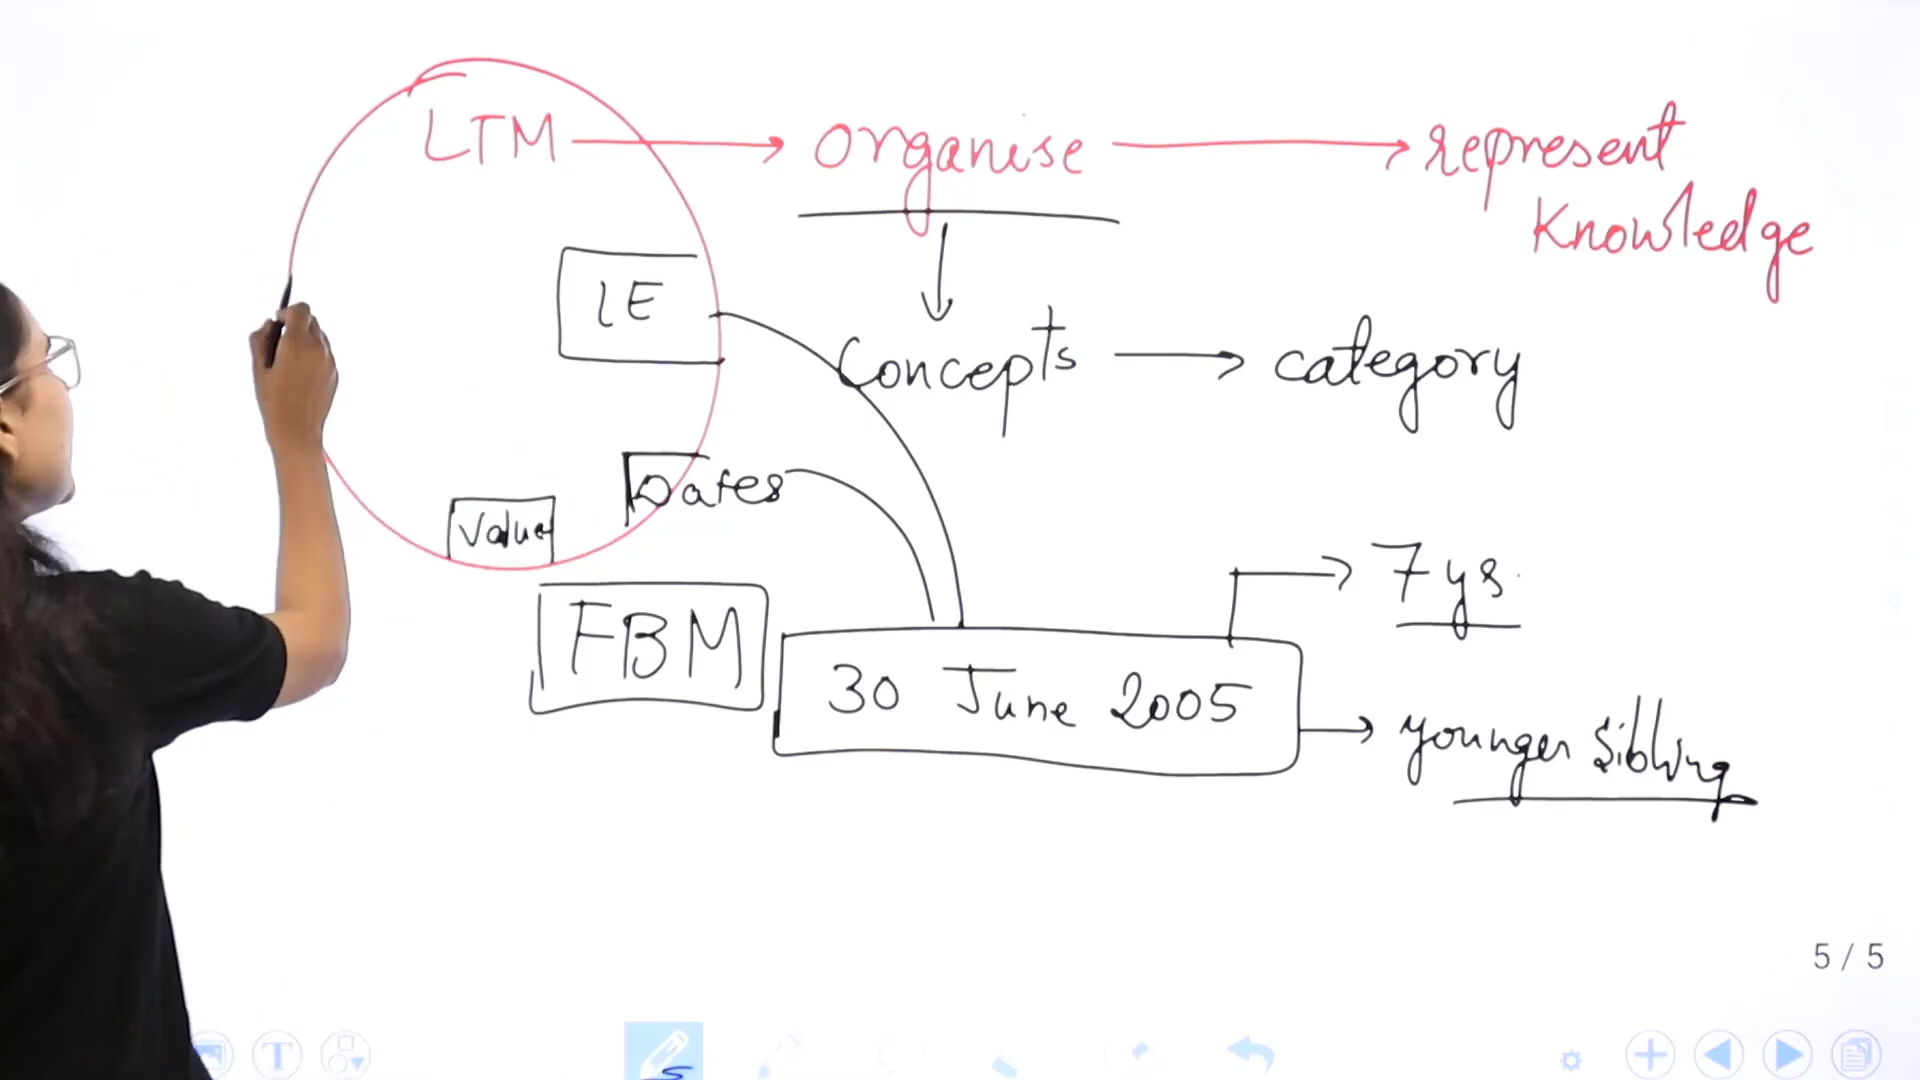 LTM → organise → represent
Knowledge
LE
Concepts → category
Dates
Value
7 ys.
FBM
30 June 2005
younger sibling
5 / 5
T